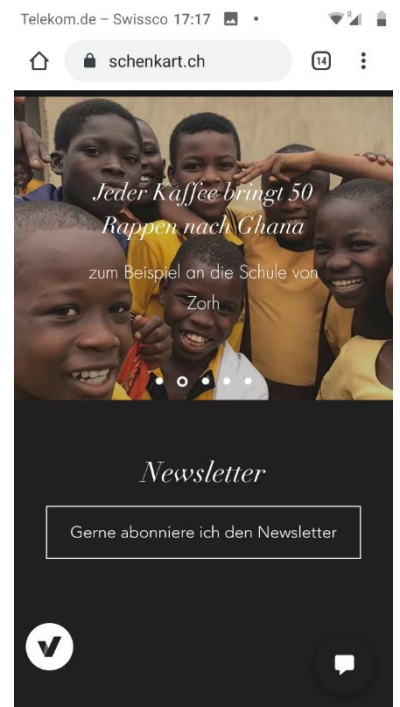 Telekom.de – Swissco 17:17
R
schenkart.ch
14
Jeder Kaffee bringt 50
Rappen nach Ghana
zum Beispiel an die Schule von
Zorh
Newsletter
Gerne abonniere ich den Newsletter